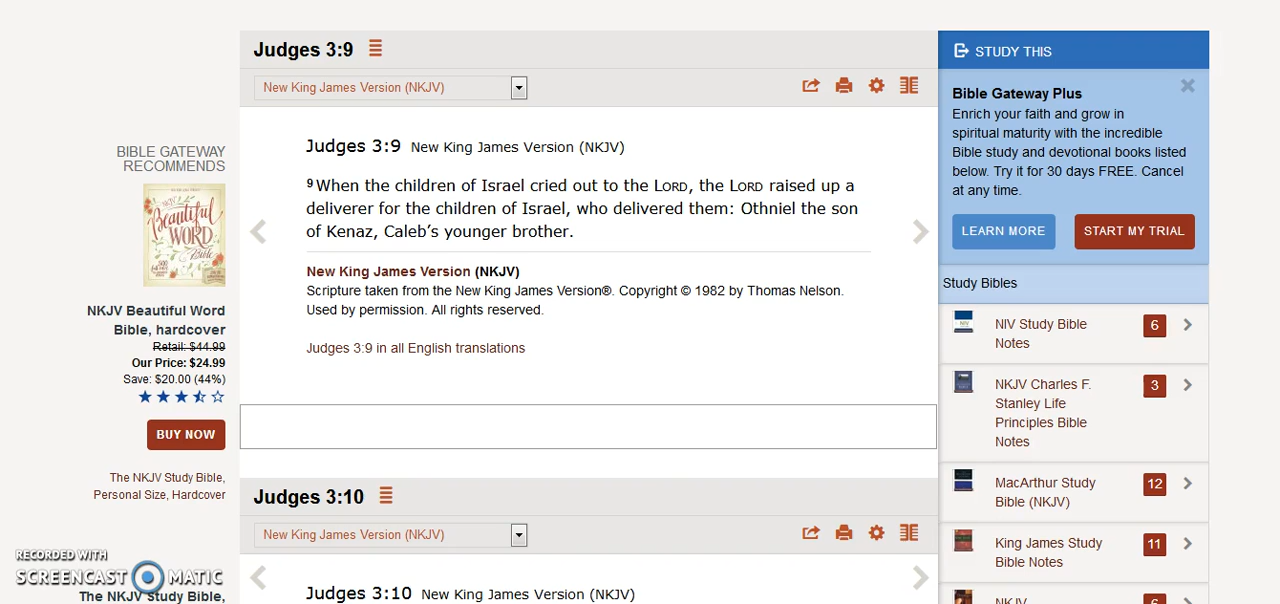 Judges 3:9
New King James Version (NKJV)
Judges 3:9 New King James Version (NKJV)
9 When the children of Israel cried out to the LORD, the LORD raised up a
deliverer for the children of Israel, who delivered them: Othniel the son
of Kenaz, Caleb’s younger brother.
New King James Version (NKJV)
Scripture taken from the New King James Version®. Copyright © 1982 by Thomas Nelson.
Used by permission. All rights reserved.
Judges 3:9 in all English translations
Judges 3:10
New King James Version (NKJV)
Judges 3:10 New King James Version (NKJV)
BIBLE GATEWAY
RECOMMENDS
NKJV
Beautiful
WORD
Bible
NKJV Beautiful Word
Bible, hardcover
Retail: $44.99
Our Price: $24.99
Save: $20.00 (44%)
BUY NOW
The NKJV Study Bible,
Personal Size, Hardcover
RECORDED WITH
SCREENCAST MATIC
The NKJV Study Bible,
STUDY THIS
Bible Gateway Plus
Enrich your faith and grow in
spiritual maturity with the incredible
Bible study and devotional books listed
below. Try it for 30 days FREE. Cancel
at any time.
LEARN MORE
START MY TRIAL
Study Bibles
NIV Study Bible
Notes
6
NKJV Charles F.
Stanley Life
Principles Bible
Notes
3
MacArthur Study
Bible (NKJV)
12
King James Study
Bible Notes
11
NKJV
6